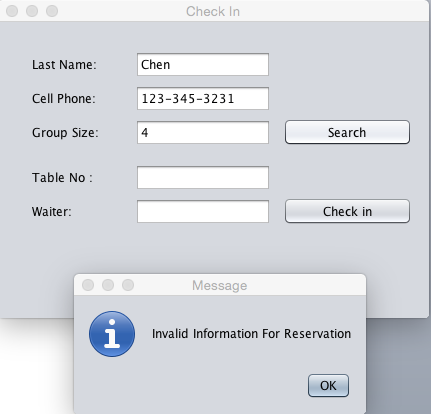 Check In
Last Name: Chen
Cell Phone: 123-345-3231
Group Size: 4 Search
Table No :
Waiter: Check in
Message
Invalid Information For Reservation
OK